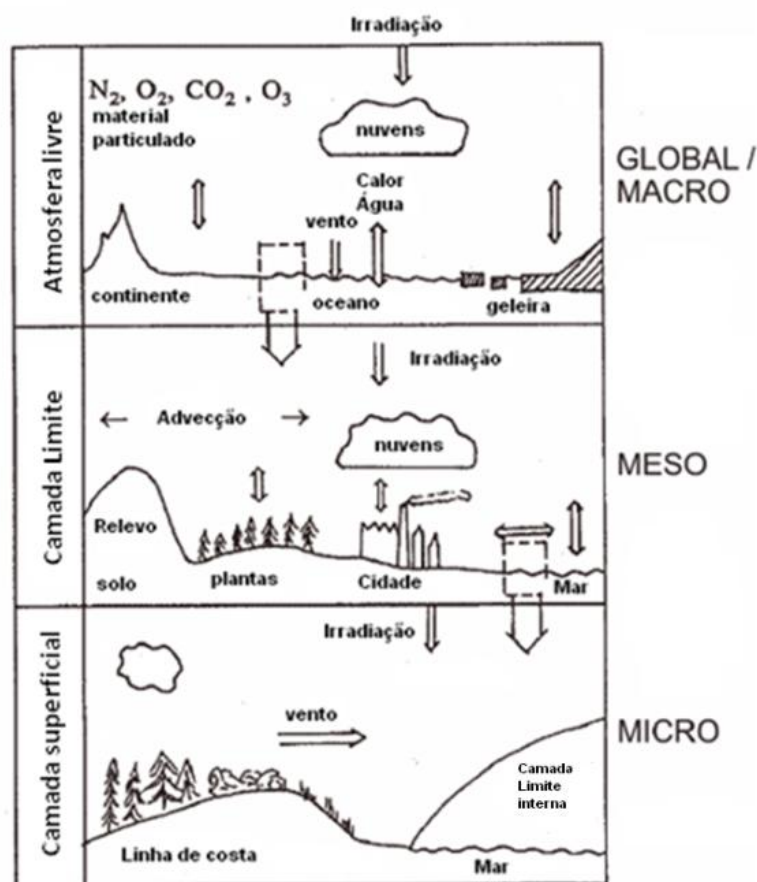 Irradiação
N₂, O₂, CO₂ , O₃
material
particulado
nuvens
Calor
Água
vento
continente
oceano
geleira
Atmosfera livre
GLOBAL /
MACRO
Irradiação
Advecção
nuvens
Relevo
solo
plantas
Cidade
Mar
Camada Limite
MESO
Irradiação
vento
Camada
Limite
interna
Linha de costa
Mar
Camada superficial
MICRO